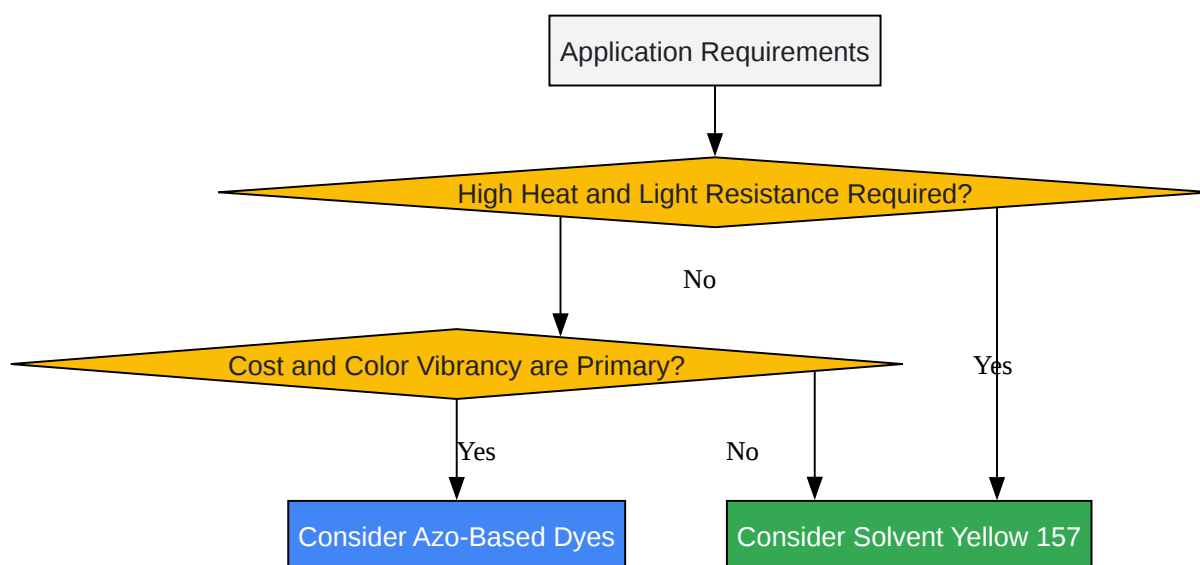 Application Requirements
High Heat and Light Resistance Required?
No
Cost and Color Vibrancy are Primary?
Yes
Yes
No
Consider Azo-Based Dyes
Consider Solvent Yellow 157